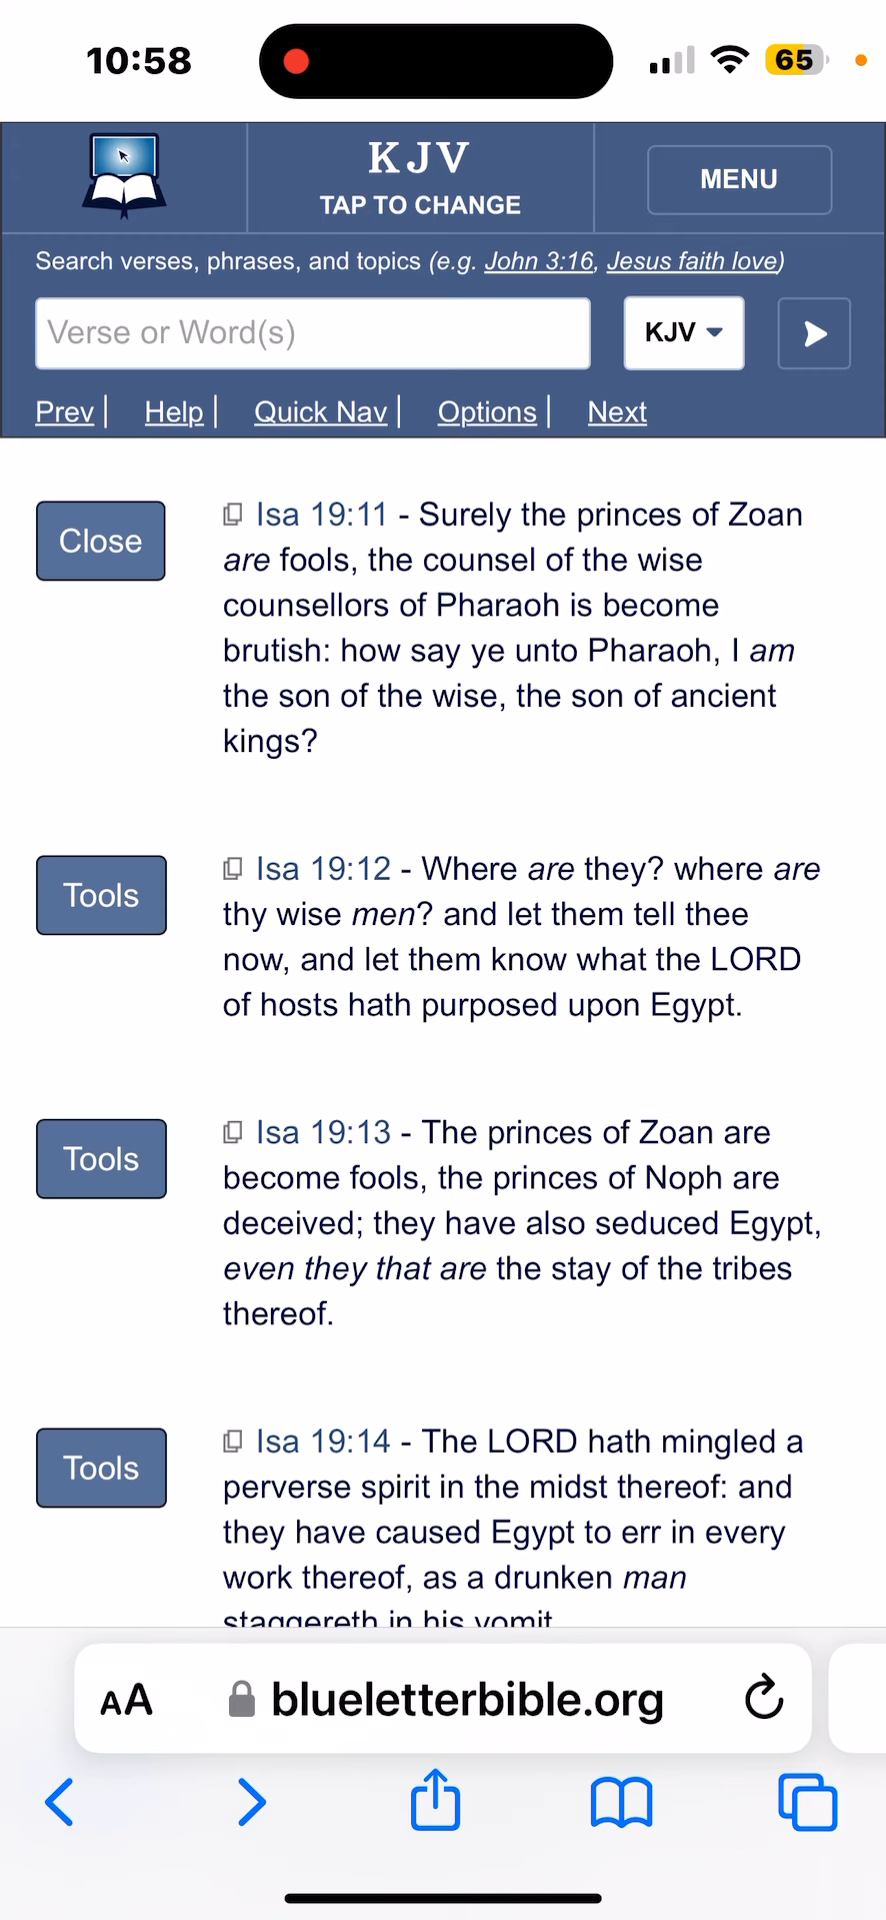 10:58
65
KJV
TAP TO CHANGE
MENU
Search verses, phrases, and topics (e.g. John 3:16, Jesus faith love)
Verse or Word(s)
KJV
Prev | Help | Quick Nav | Options | Next
Close
Isa 19:11 - Surely the princes of Zoan
are fools, the counsel of the wise
counsellors of Pharaoh is become
brutish: how say ye unto Pharaoh, I am
the son of the wise, the son of ancient
kings?
Tools
Isa 19:12 - Where are they? where are
thy wise men? and let them tell thee
now, and let them know what the LORD
of hosts hath purposed upon Egypt.
Tools
Isa 19:13 - The princes of Zoan are
become fools, the princes of Noph are
deceived; they have also seduced Egypt,
even they that are the stay of the tribes
thereof.
Tools
Isa 19:14 - The LORD hath mingled a
perverse spirit in the midst thereof: and
they have caused Egypt to err in every
work thereof, as a drunken man
staggereth in his vomit
AA
blueletterbible.org